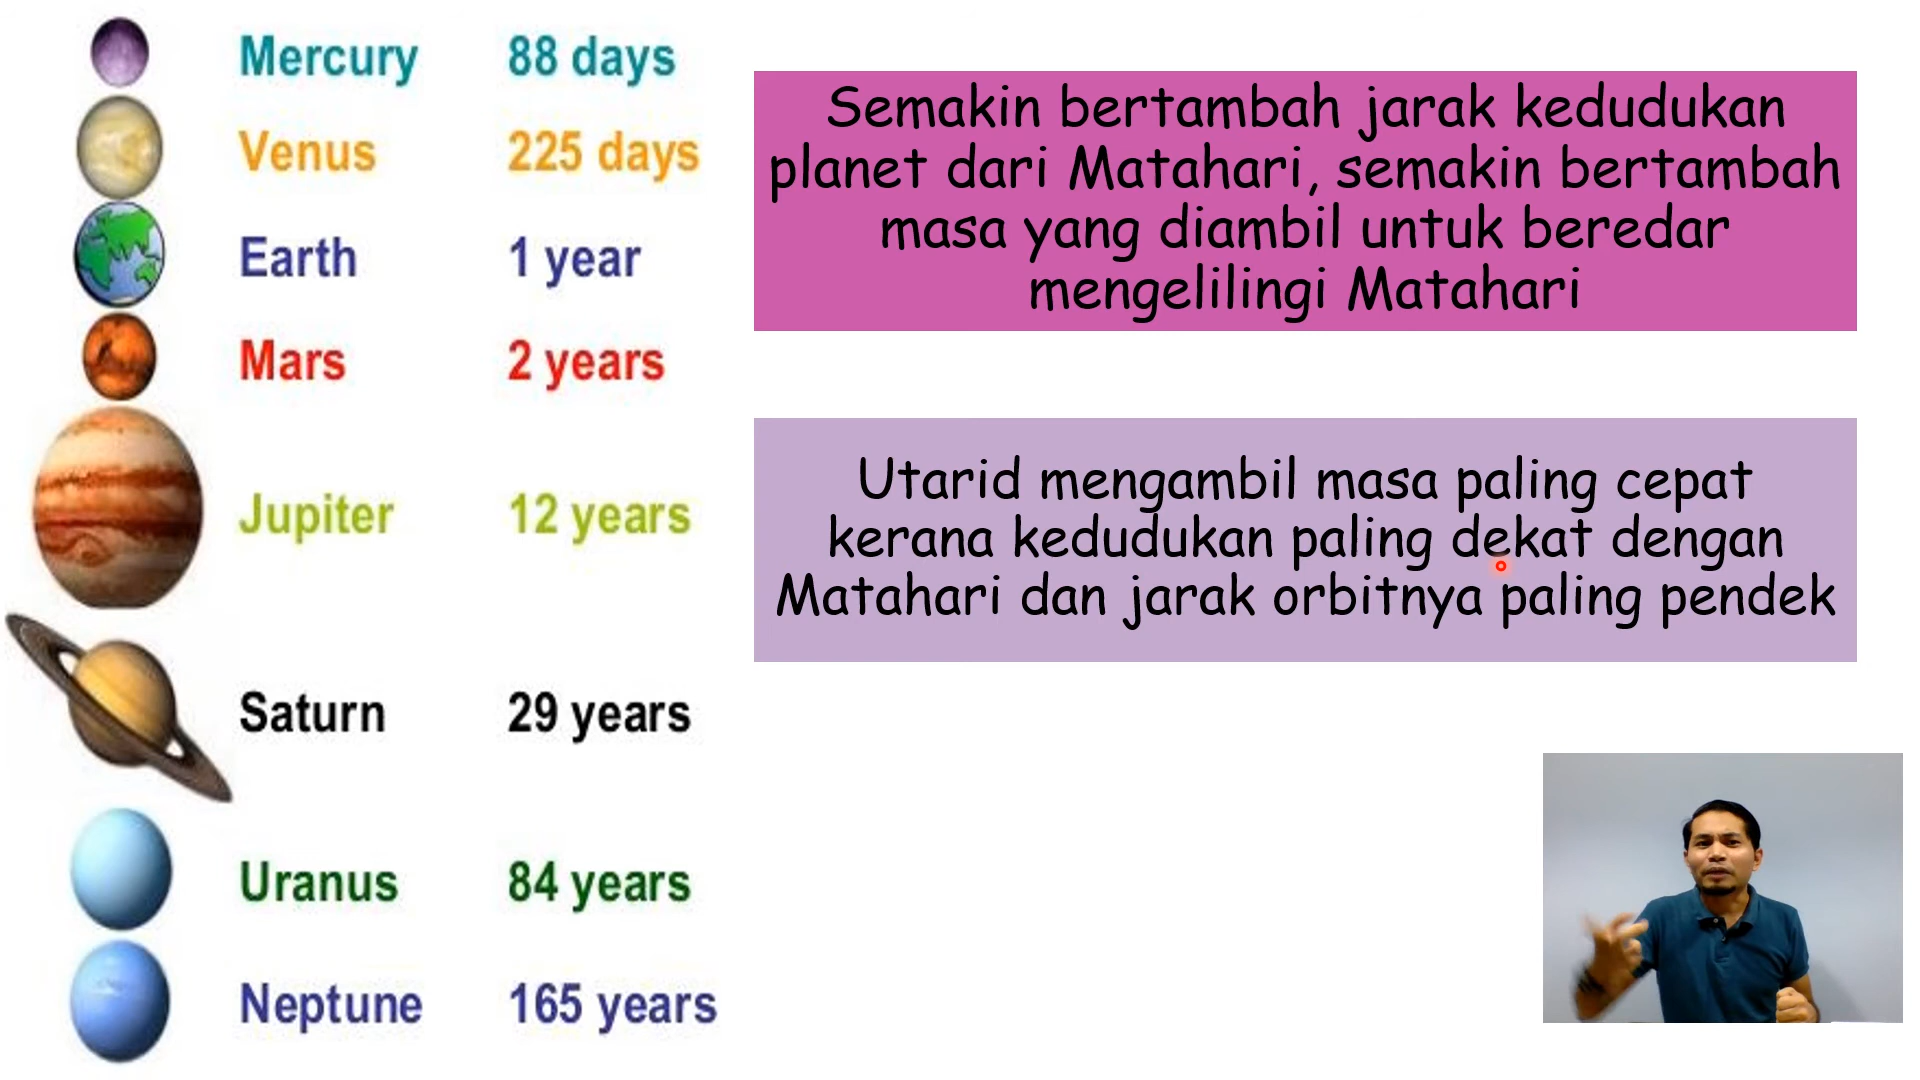 Mercury 88 days
Venus 225 days
Earth 1 year
Mars 2 years
Jupiter 12 years
Saturn 29 years
Uranus 84 years
Neptune 165 years
Semakin bertambah jarak kedudukan
planet dari Matahari, semakin bertambah
masa yang diambil untuk beredar
mengelilingi Matahari
Utarid mengambil masa paling cepat
kerana kedudukan paling dekat dengan
Matahari dan jarak orbitnya paling pendek